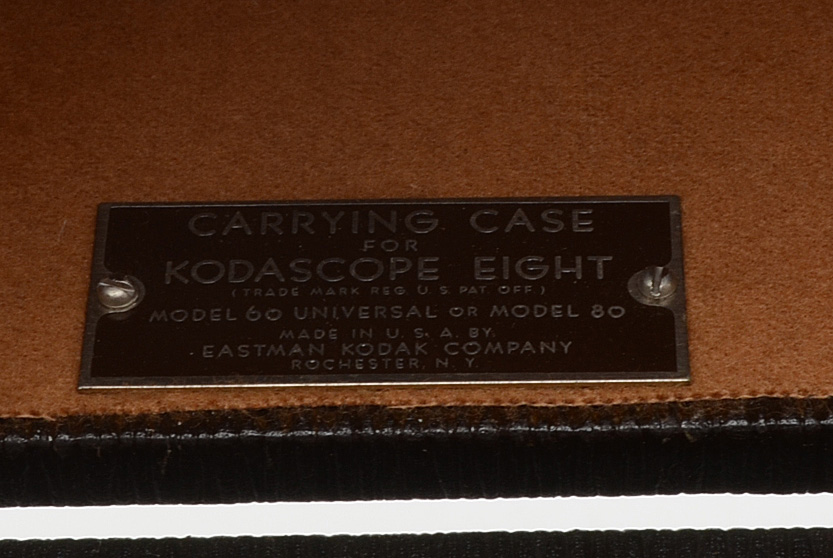 CARRYING CASE
FOR
KODASCOPE EIGHT
(TRADE MARK REG. U.S. PAT. OFF.)
MODEL 60 UNIVERSAL OR MODEL 80
MADE IN U.S.A. BY
EASTMAN KODAK COMPANY
ROCHESTER, N.Y.